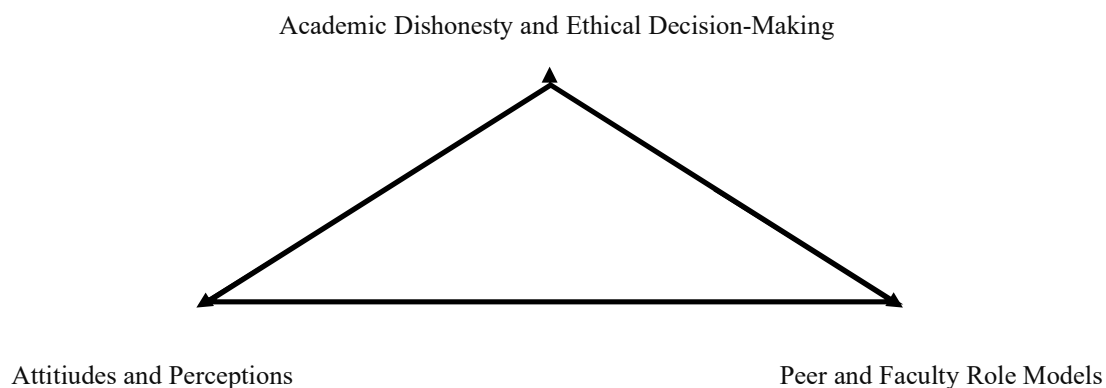 Academic Dishonesty and Ethical Decision-Making
Attitiudes and Perceptions
Peer and Faculty Role Models